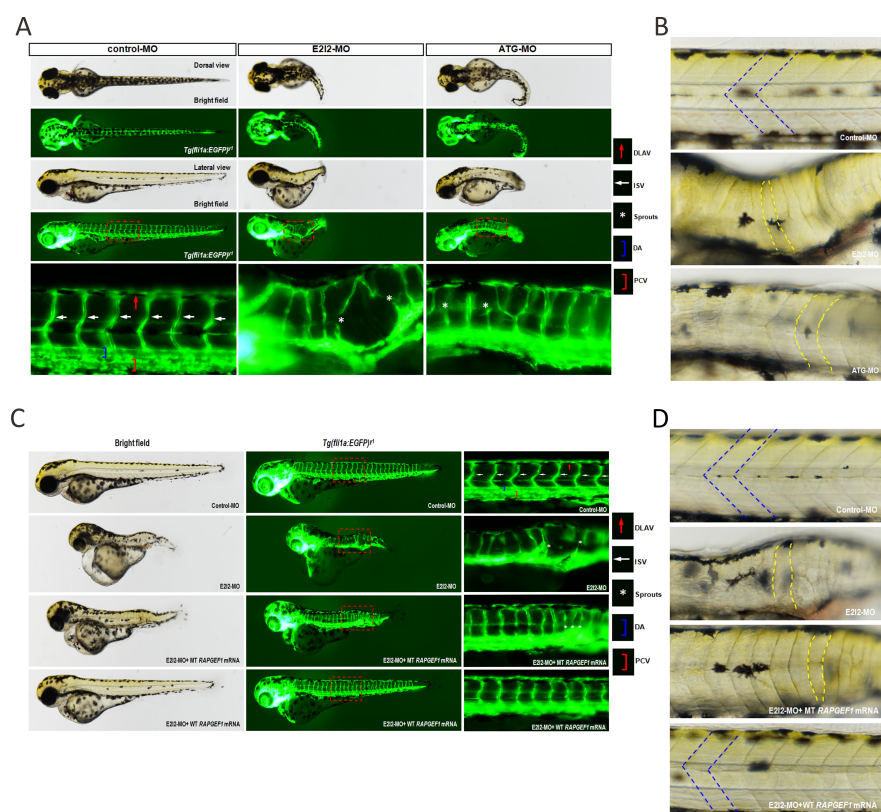 A
control-MO
E2I2-MO
ATG-MO
Dorsal view
Bright field
Tg(fli1a:EGFP)y1
Lateral view
Bright field
Tg(fli1a:EGFP)y1
*
*
*
*
DLAV
ISV
* Sprouts
DA
PCV
B
Control-MO
E2I2-MO
ATG-MO
C
Bright field
Tg(fli1a:EGFP)y1
Control-MO
Control-MO
Control-MO
E2I2-MO
E2I2-MO
E2I2-MO
E2I2-MO+ MT RAPGEF1 mRNA
E2I2-MO+ MT RAPGEF1 mRNA
E2I2-MO+ MT RAPGEF1 mRNA
E2I2-MO+ WT RAPGEF1 mRNA
E2I2-MO+ WT RAPGEF1 mRNA
E2I2-MO+ WT RAPGEF1 mRNA
DLAV
ISV
* Sprouts
DA
PCV
D
Control-MO
E2I2-MO
E2I2-MO+ MT RAPGEF1 mRNA
E2I2-MO+WT RAPGEF1 mRNA